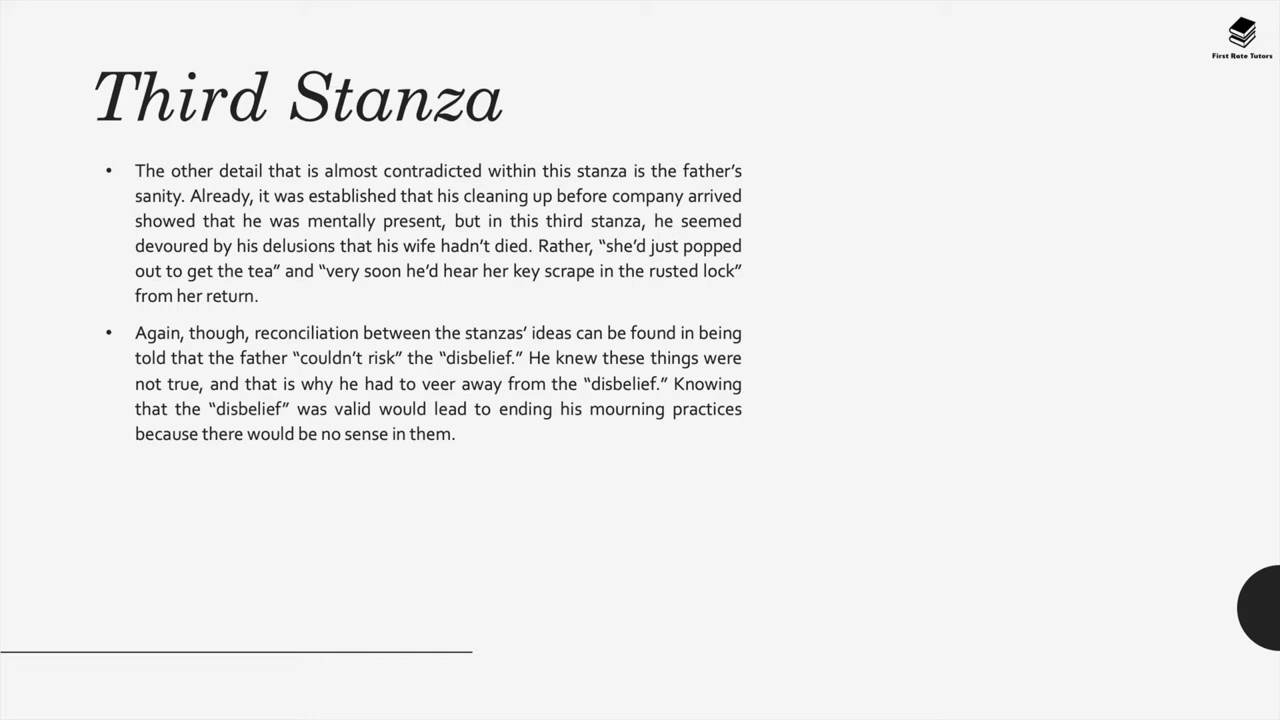 First Rate Tutors
Third Stanza
• The other detail that is almost contradicted within this stanza is the father’s
sanity. Already, it was established that his cleaning up before company arrived
showed that he was mentally present, but in this third stanza, he seemed
devoured by his delusions that his wife hadn’t died. Rather, “she’d just popped
out to get the tea” and “very soon he’d hear her key scrape in the rusted lock”
from her return.
• Again, though, reconciliation between the stanzas’ ideas can be found in being
told that the father “couldn’t risk” the “disbelief.” He knew these things were
not true, and that is why he had to veer away from the “disbelief.” Knowing
that the “disbelief” was valid would lead to ending his mourning practices
because there would be no sense in them.